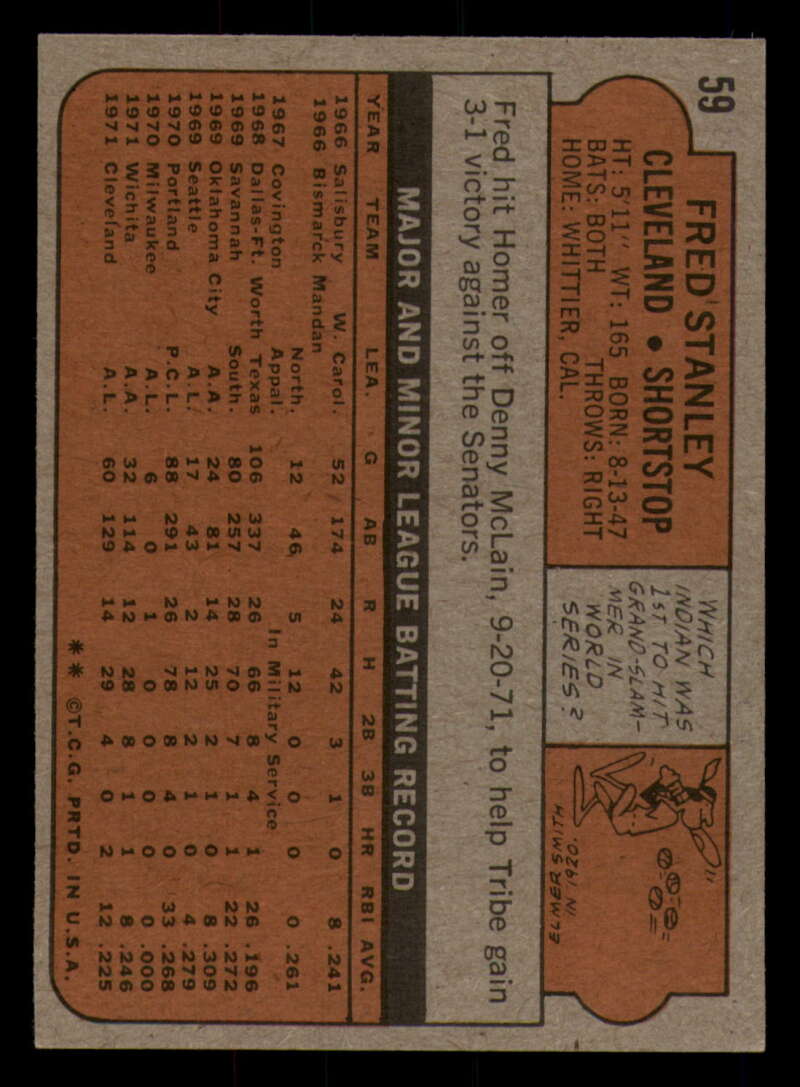 59
FRED STANLEY
CLEVELAND • SHORTSTOP
HT: 5'11" WT: 165 BORN: 8-13-47
BATS: BOTH THROWS: RIGHT
HOME: WHITTIER, CAL.
WHICH
INDIAN WAS
1ST TO HIT
GRAND-SLAM-
MER IN
WORLD
SERIES?
ELMER SMITH
IN 1920.
Fred hit Homer off Denny McLain, 9-20-71, to help Tribe gain
3-1 victory against the Senators.
MAJOR AND MINOR LEAGUE BATTING RECORD
YEAR TEAM LEA. G AB R H 2B 3B HR RBI AVG.
1966 Salisbury W. Carol. 52 174 24 42 3 1 0 8 .241
1966 Bismarck Mandan
North. 12 46 5 12 0 0 0 0 .261
1967 Covington Appal. In Military Service
1968 Dallas-Ft. Worth Texas 106 337 26 66 8 4 1 26 .196
1969 Savannah South. 80 257 28 70 7 1 1 22 .272
1969 Oklahoma City A.A. 24 81 14 25 2 1 0 8 .309
1969 Seattle A.L. 17 43 2 12 2 1 0 4 .279
1970 Portland P.C.L. 88 291 26 78 8 4 0 33 .268
1970 Milwaukee A.L. 6 0 1 0 0 0 0 0 .000
1971 Wichita A.A. 32 114 12 28 8 1 1 8 .246
1971 Cleveland A.L. 60 129 14 29 4 0 2 12 .225
** ©T.C.G. PRTD. IN U.S.A.